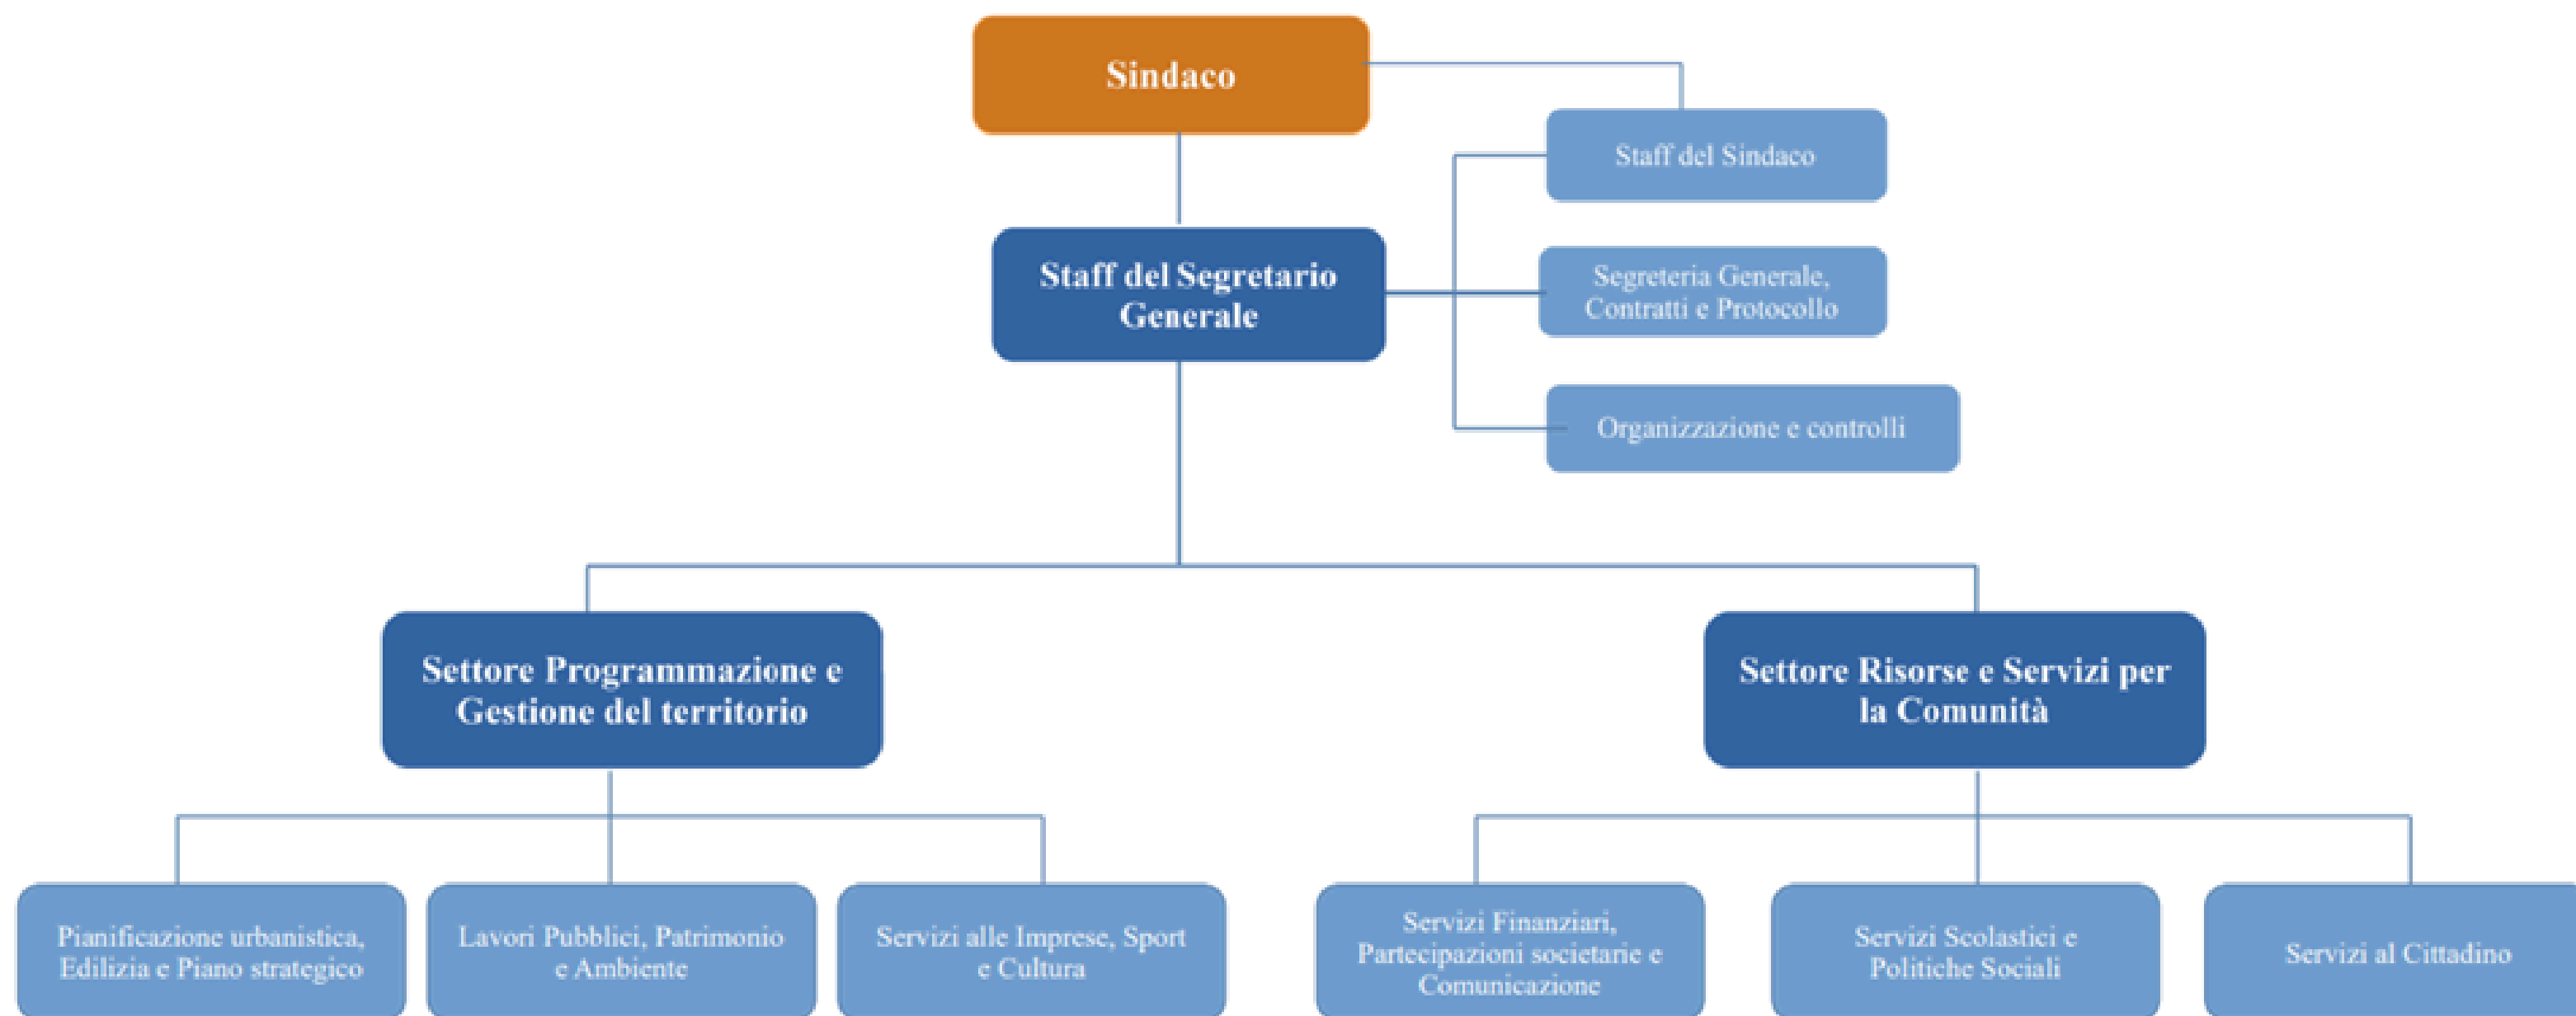 Sindaco
Staff del Sindaco
Staff del Segretario
Generale
Segreteria Generale,
Contratti e Protocollo
Organizzazione e controlli
Settore Programmazione e
Gestione del territorio
Settore Risorse e Servizi per
la Comunità
Pianificazione urbanistica,
Edilizia e Piano strategico
Lavori Pubblici, Patrimonio
e Ambiente
Servizi alle Imprese, Sport
e Cultura
Servizi Finanziari,
Partecipazioni societarie e
Comunicazione
Servizi Scolastici e
Politiche Sociali
Servizi al Cittadino